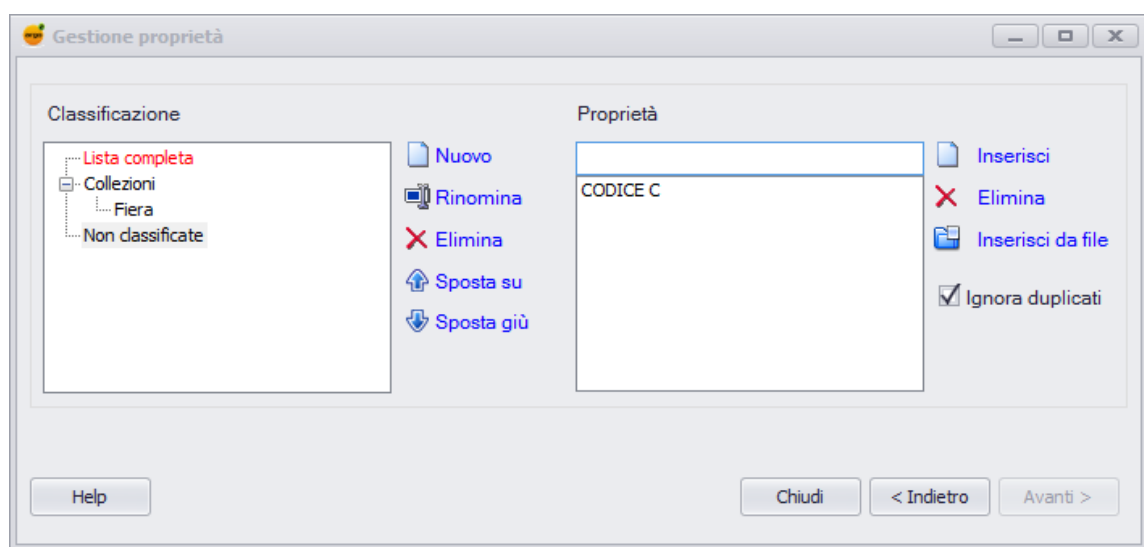 Gestione proprietà
Classificazione
Lista completa
Collezioni
Fiera
Non classificate
Nuovo
Rinomina
Elimina
Sposta su
Sposta giù
Proprietà
CODICE C
Inserisci
Elimina
Inserisci da file
Ignora duplicati
Help
Chiudi
< Indietro
Avanti >